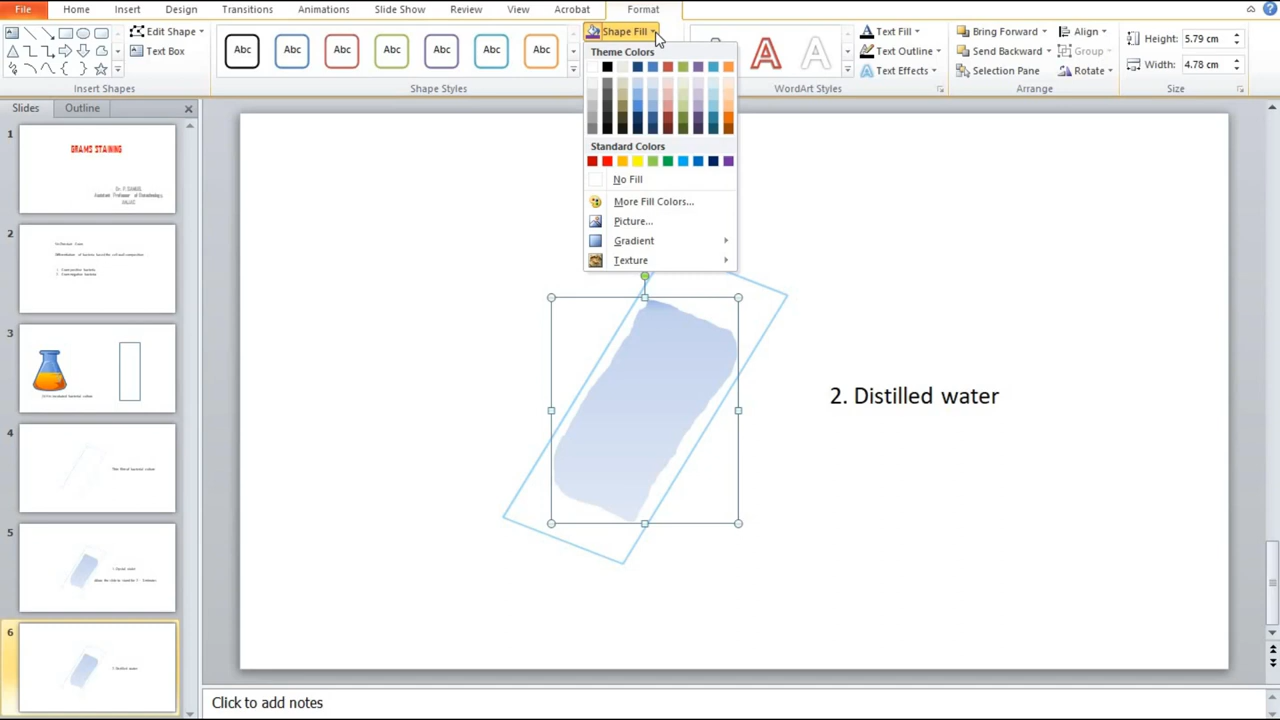 File Home Insert Design Transitions Animations Slide Show Review View Acrobat Format
Edit Shape
Text Box
Insert Shapes
Abc Abc Abc Abc Abc Abc Abc
Shape Styles
Shape Fill
Theme Colors
Standard Colors
No Fill
More Fill Colors...
Picture...
Gradient
Texture
A A
WordArt Styles
Text Fill
Text Outline
Text Effects
Bring Forward
Send Backward
Selection Pane
Align
Group
Rotate
Arrange
Height: 5.79 cm
Width: 4.78 cm
Size
Slides Outline
1
GRAMS STAINING
2
3
4
5
6
2. Distilled water
Click to add notes